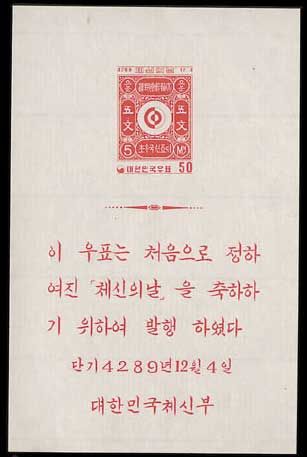 五 五
文 文
5 Mn
대한민국우표 50
이 우표는 처음으로 정하
여진 「체신의날」 을 축하하
기 위하여 발행 하였다
단기 4289년 12월 4일
대한민국체신부